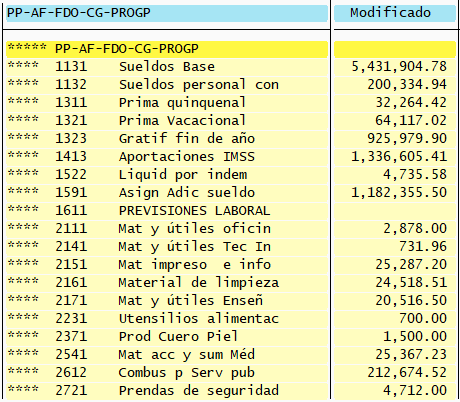 PP-AF-FDO-CG-PROGP Modificado
***** PP-AF-FDO-CG-PROGP
**** 1131 Sueldos Base 5,431,904.78
**** 1132 Sueldos personal con 200,334.94
**** 1311 Prima quinquenal 32,264.42
**** 1321 Prima Vacacional 64,117.02
**** 1323 Gratif fin de año 925,979.90
**** 1413 Aportaciones IMSS 1,336,605.41
**** 1522 Liquid por indem 4,735.58
**** 1591 Asign Adic sueldo 1,182,355.50
**** 1611 PREVISIONES LABORAL
**** 2111 Mat y útiles oficin 2,878.00
**** 2141 Mat y útiles Tec In 731.96
**** 2151 Mat impreso e info 25,287.20
**** 2161 Material de limpieza 24,518.51
**** 2171 Mat y útiles Enseñ 20,516.50
**** 2231 Utensilios alimentac 700.00
**** 2371 Prod Cuero Piel 1,500.00
**** 2541 Mat acc y sum Méd 25,367.23
**** 2612 Combus p Serv pub 212,674.52
**** 2721 Prendas de seguridad 4,712.00